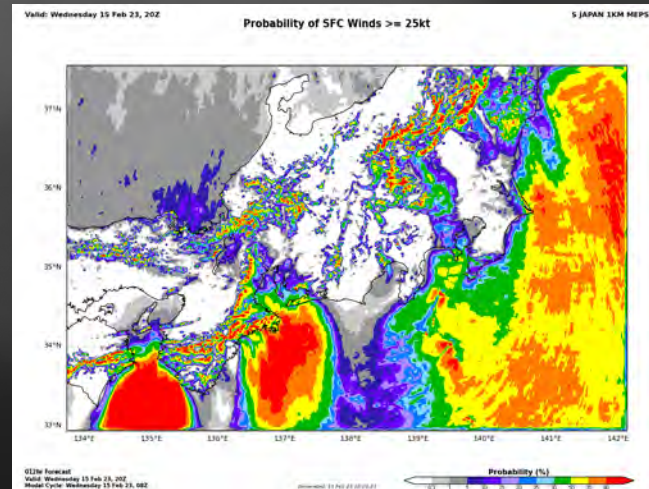 Valid: Wednesday 15 Feb 23, 20Z
S JAPAN 1KM MEPS
Probability of SFC Winds >= 25kt
37°N
36°N
35°N
34°N
33°N
134°E 135°E 136°E 137°E 138°E 139°E 140°E 141°E 142°E
012hr Forecast
Valid: Wednesday 15 Feb 23, 20Z
Model Cycle: Wednesday 15 Feb 23, 08Z
Probability (%)